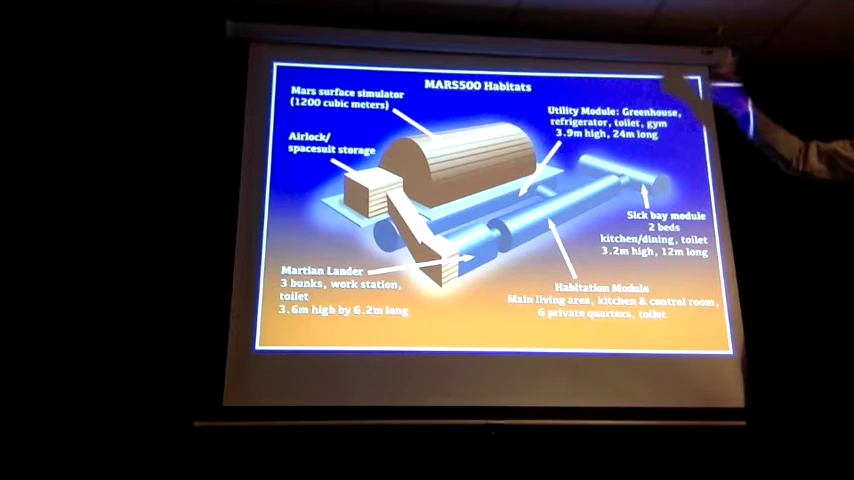 MARS500 Habitats
Mars surface simulator
(1200 cubic meters)
Utility Module: Greenhouse,
refrigerator, toilet, gym
3.9m high, 24m long
Airlock/
spacesuit storage
Sick bay module
2 beds
kitchen/dining, toilet
3.2m high, 12m long
Martian Lander
3 bunks, work station,
toilet
3.6m high by 6.2m long
Habitation Module
Main living area, kitchen & control room,
6 private quarters, toilet